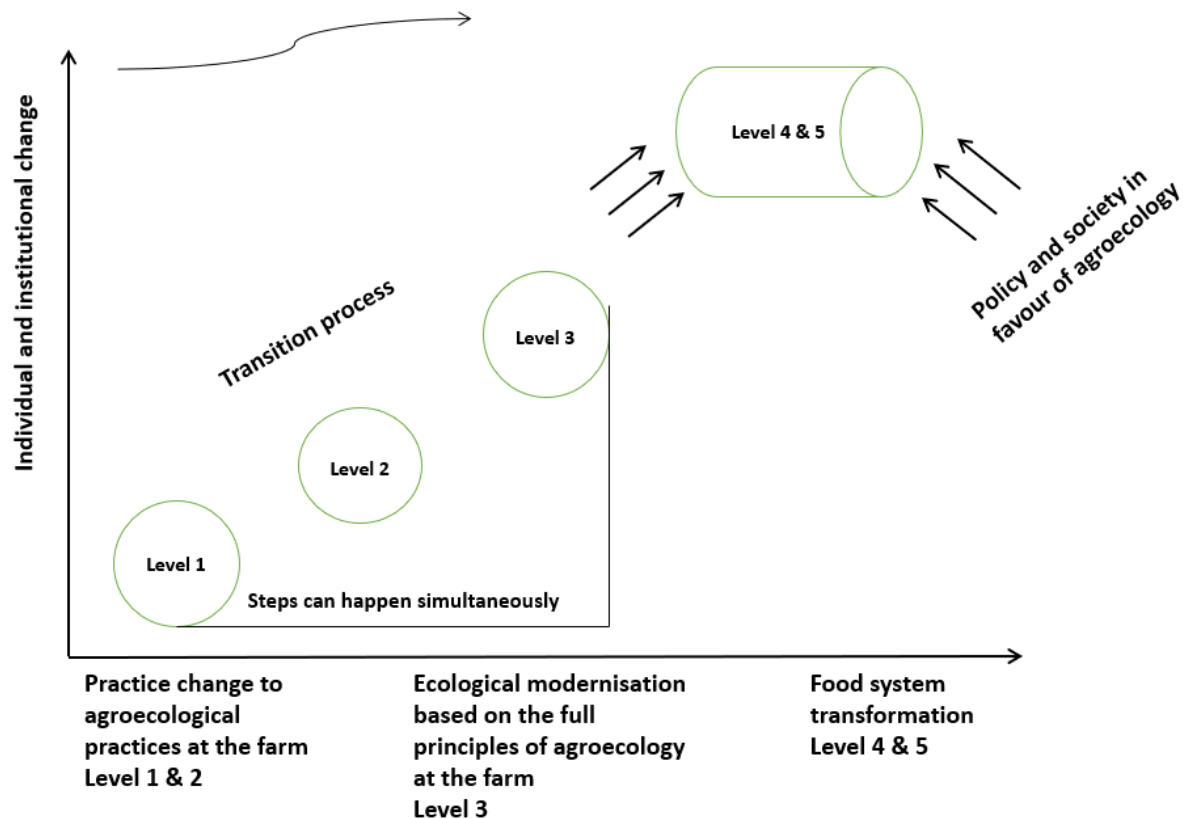 Individual and institutional change
Level 4 & 5
Policy and society in
favour of agroecology
Transition process
Level 3
Level 2
Level 1
Steps can happen simultaneously
Practice change to
agroecological
practices at the farm
Level 1 & 2
Ecological modernisation
based on the full
principles of agroecology
at the farm
Level 3
Food system
transformation
Level 4 & 5